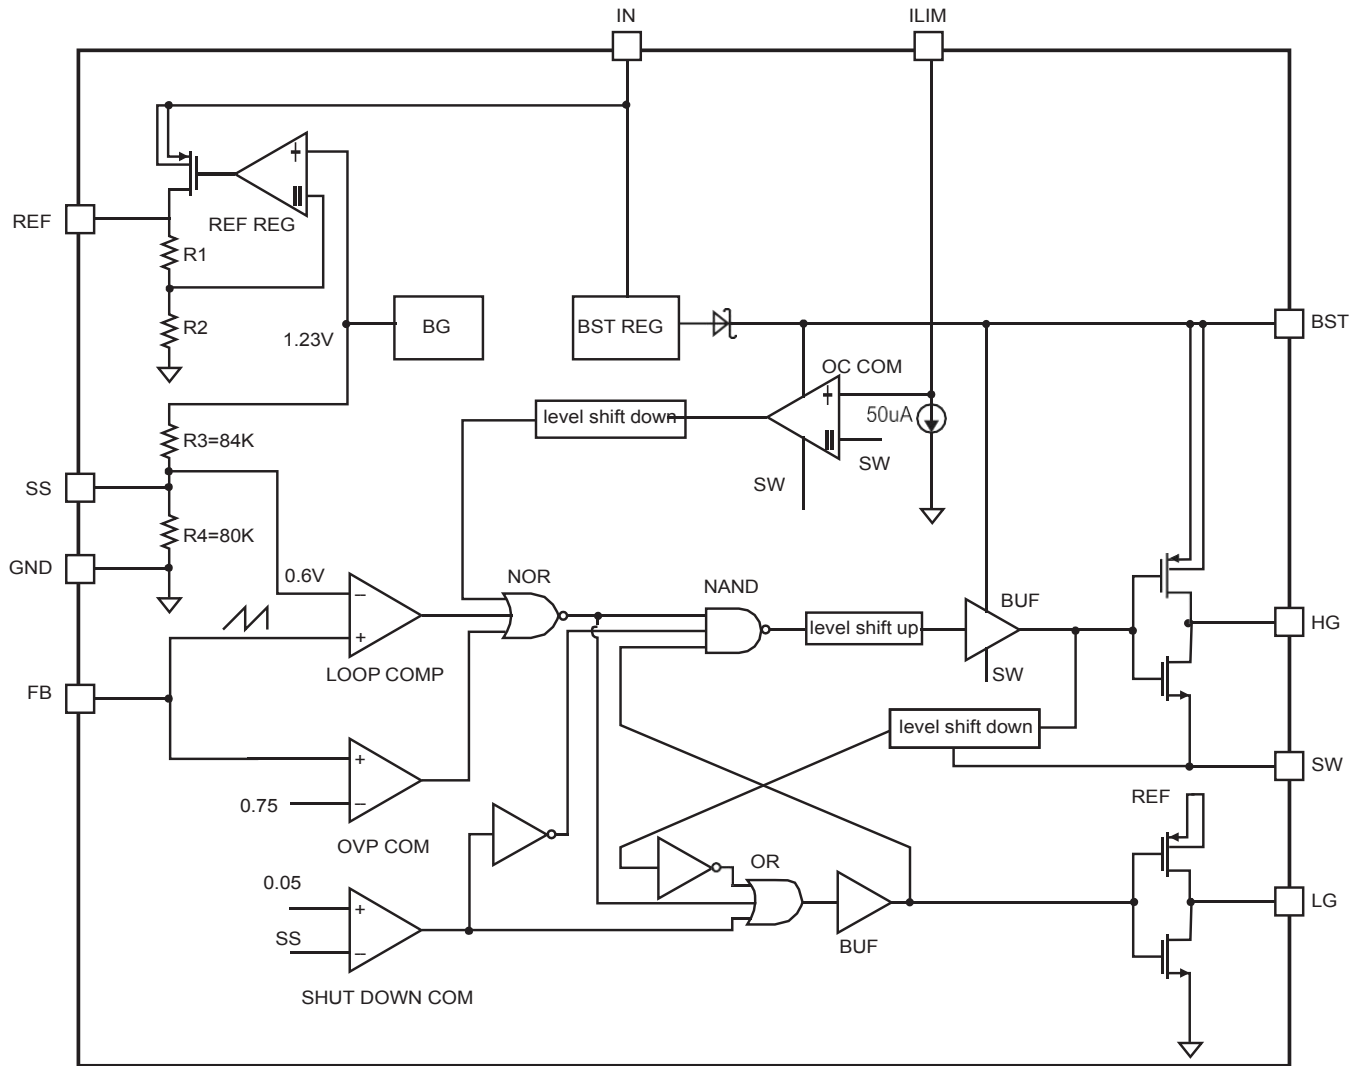 IN
ILIM
REF
REF REG
R1
R2
1.23V
BG
BST REG
BST
OC COM
level shift down
50uA
SW
SW
R3=84K
SS
R4=80K
GND
0.6V
NOR
NAND
BUF
level shift up
HG
LOOP COMP
SW
FB
level shift down
SW
0.75
REF
OVP COM
OR
0.05
LG
SS
BUF
SHUT DOWN COM